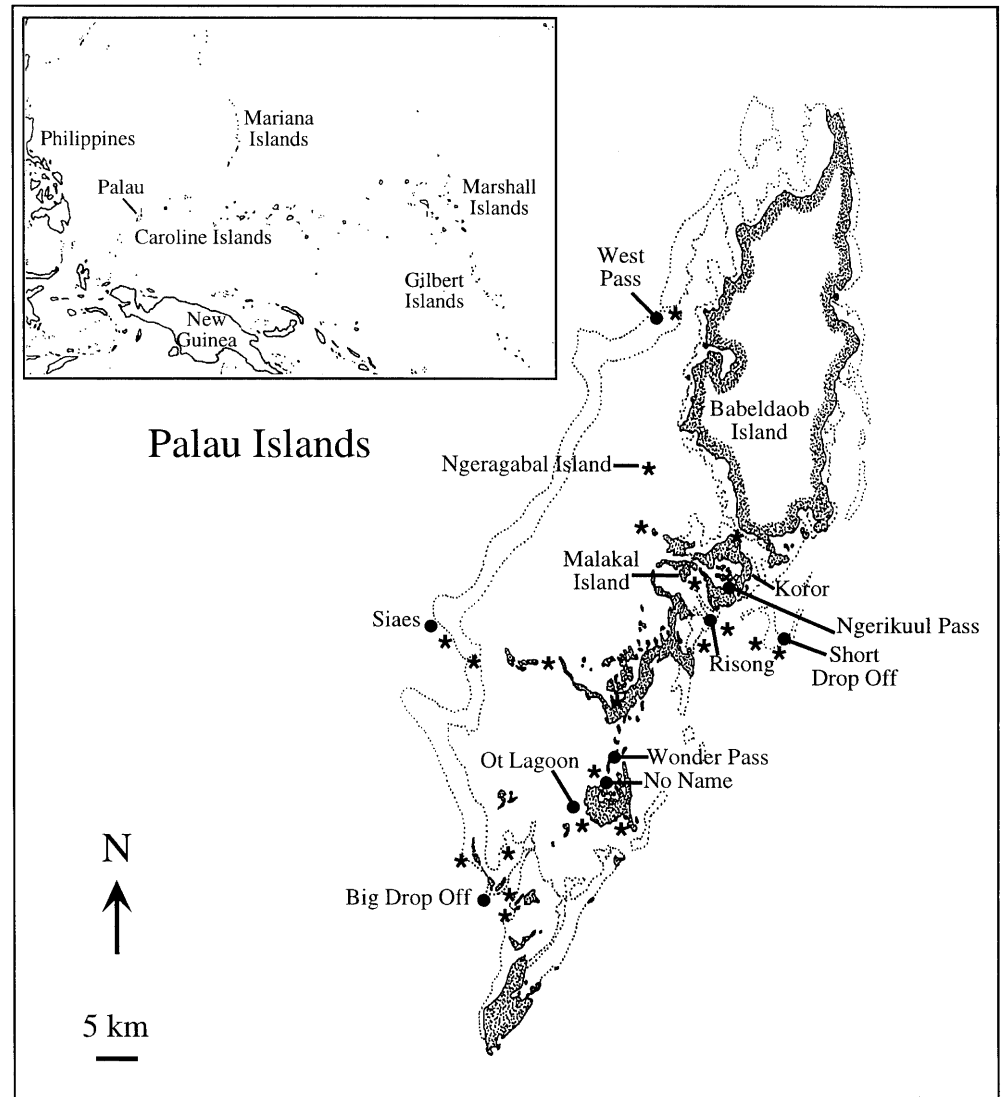 Philippines
Mariana
Islands
Palau
Caroline Islands
Marshall
Islands
Gilbert
Islands
New
Guinea
Palau Islands
West
Pass
Babeldaob
Island
Ngeragabal Island
Malakal
Island
Koror
Ngerikuul Pass
Siaes
Risong
Short
Drop Off
Ot Lagoon
Wonder Pass
No Name
Big Drop Off
N
5 km